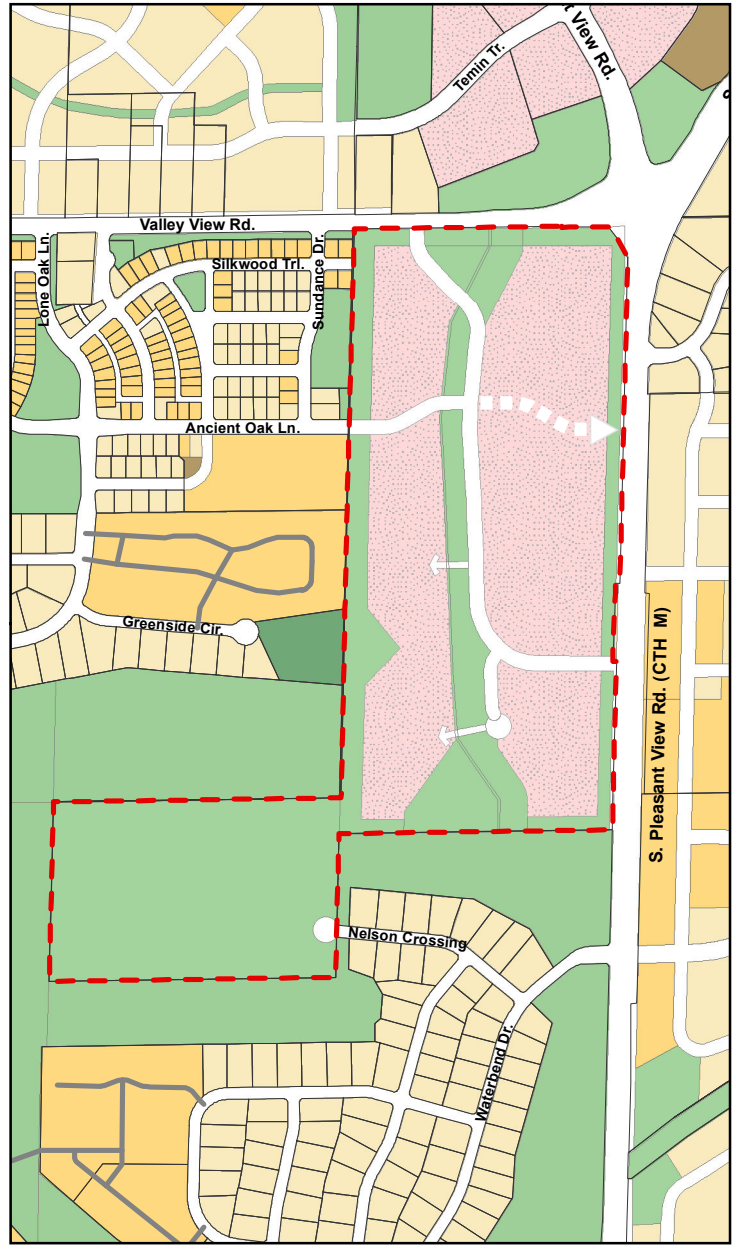 Temin Tr.
t View Rd.
Valley View Rd.
Lone Oak Ln.
Silkwood Trl.
Sundance Dr.
Ancient Oak Ln.
Greenside Cir.
S. Pleasant View Rd. (CTH M)
Nelson Crossing
Waterbend Dr.